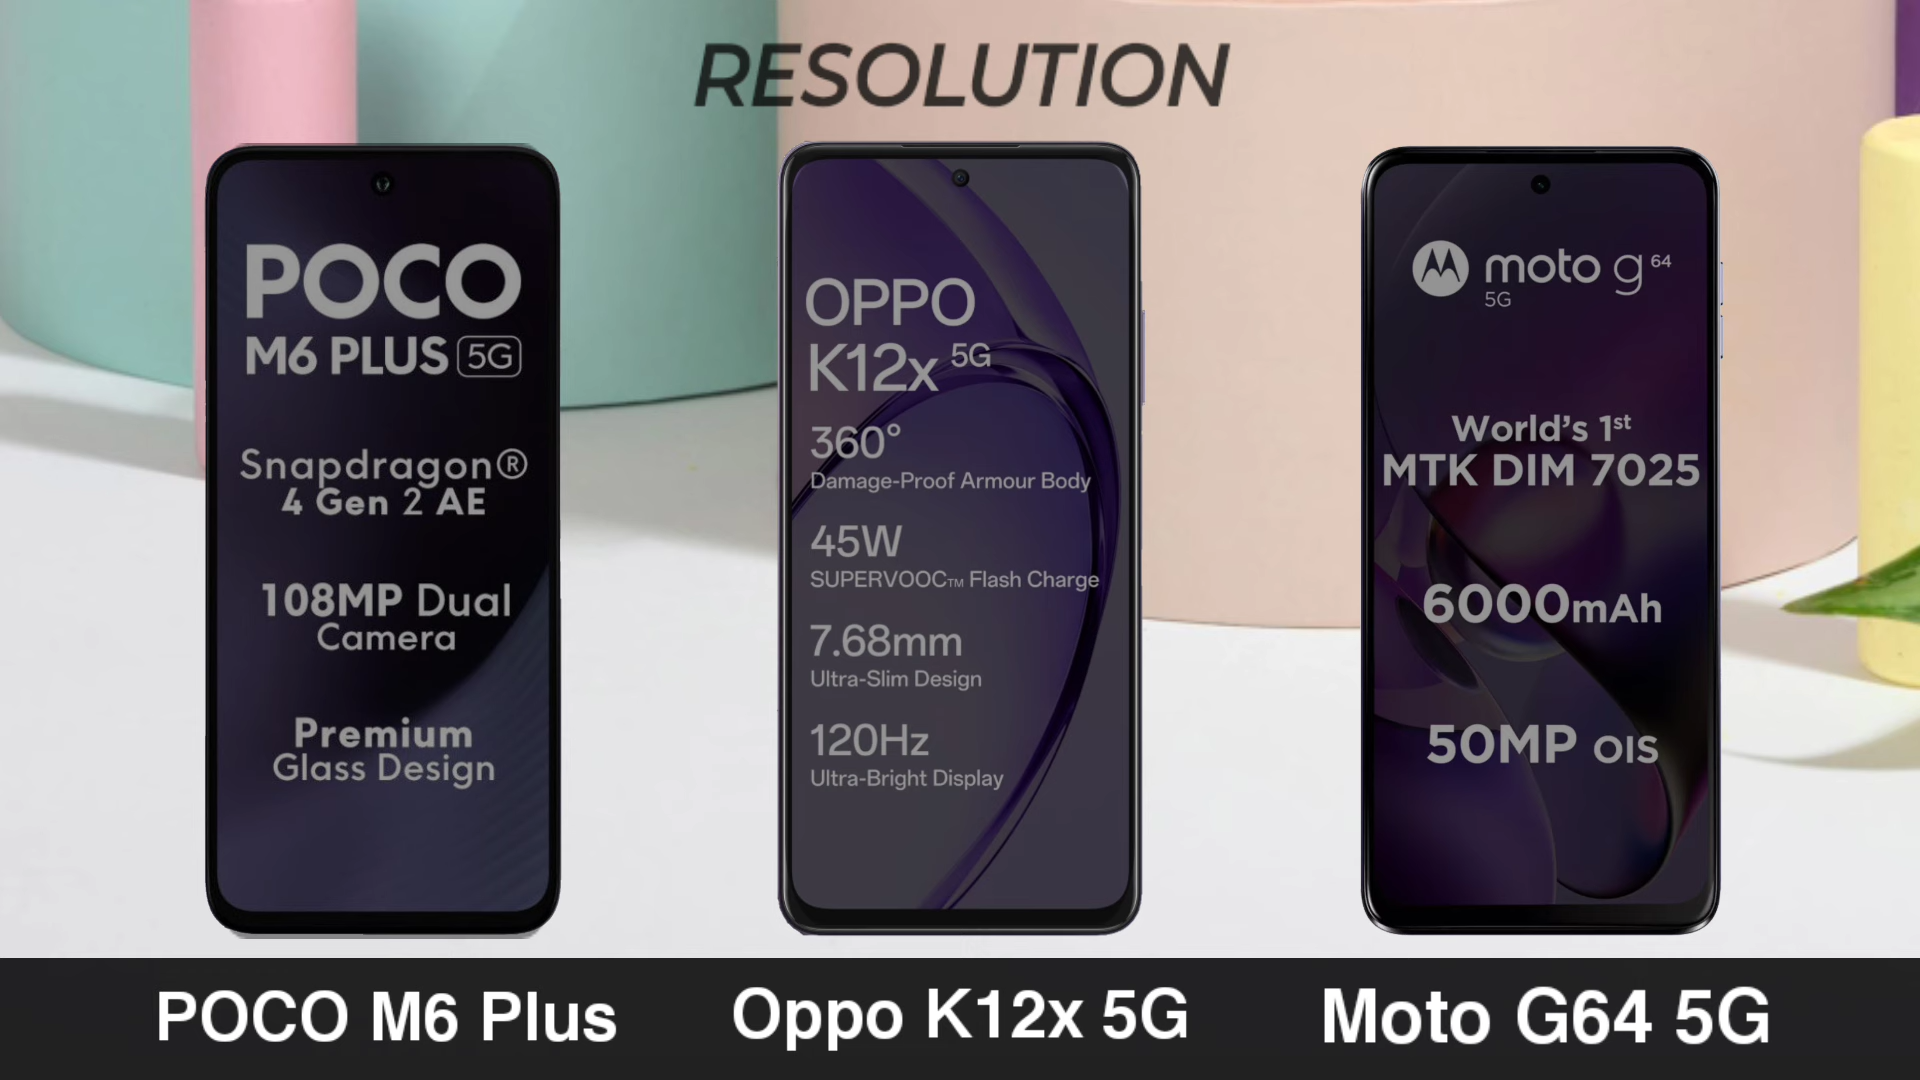 RESOLUTION
POCO
M6 PLUS 5G
Snapdragon®
4 Gen 2 AE
108MP Dual
Camera
Premium
Glass Design
OPPO
K12x 5G
360°
Damage-Proof Armour Body
45W
SUPERVOOC™ Flash Charge
7.68mm
Ultra-Slim Design
120Hz
Ultra-Bright Display
moto g 64
5G
World's 1st
MTK DIM 7025
6000mAh
50MP OIS
POCO M6 Plus
Oppo K12x 5G
Moto G64 5G